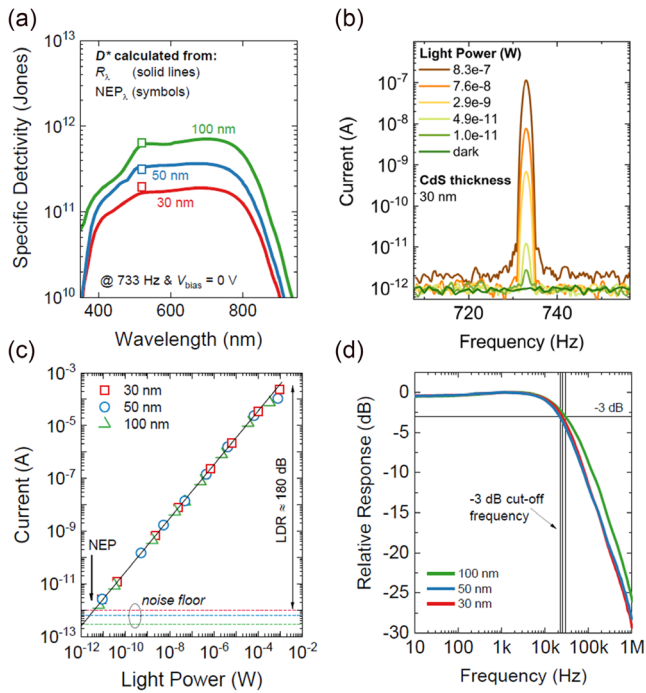 (a)
Specific Detctivity (Jones)
10^13
10^12
10^11
10^10
D* calculated from:
R_λ (solid lines)
NEP_λ (symbols)
100 nm
50 nm
30 nm
@ 733 Hz & V_bias = 0 V
400 600 800
Wavelength (nm)
(b)
Current (A)
10^-7
10^-8
10^-9
10^-10
10^-11
10^-12
Light Power (W)
8.3e-7
7.6e-8
2.9e-9
4.9e-11
1.0e-11
dark
CdS thickness
30 nm
720 740
Frequency (Hz)
(c)
Current (A)
10^-3
10^-5
10^-7
10^-9
10^-11
10^-13
30 nm
50 nm
100 nm
LDR ≈ 180 dB
NEP
noise floor
10^-12 10^-10 10^-8 10^-6 10^-4 10^-2
Light Power (W)
(d)
Relative Response (dB)
0
-5
-10
-15
-20
-25
-30
-3 dB
-3 dB cut-off
frequency
100 nm
50 nm
30 nm
10 100 1k 10k 100k 1M
Frequency (Hz)